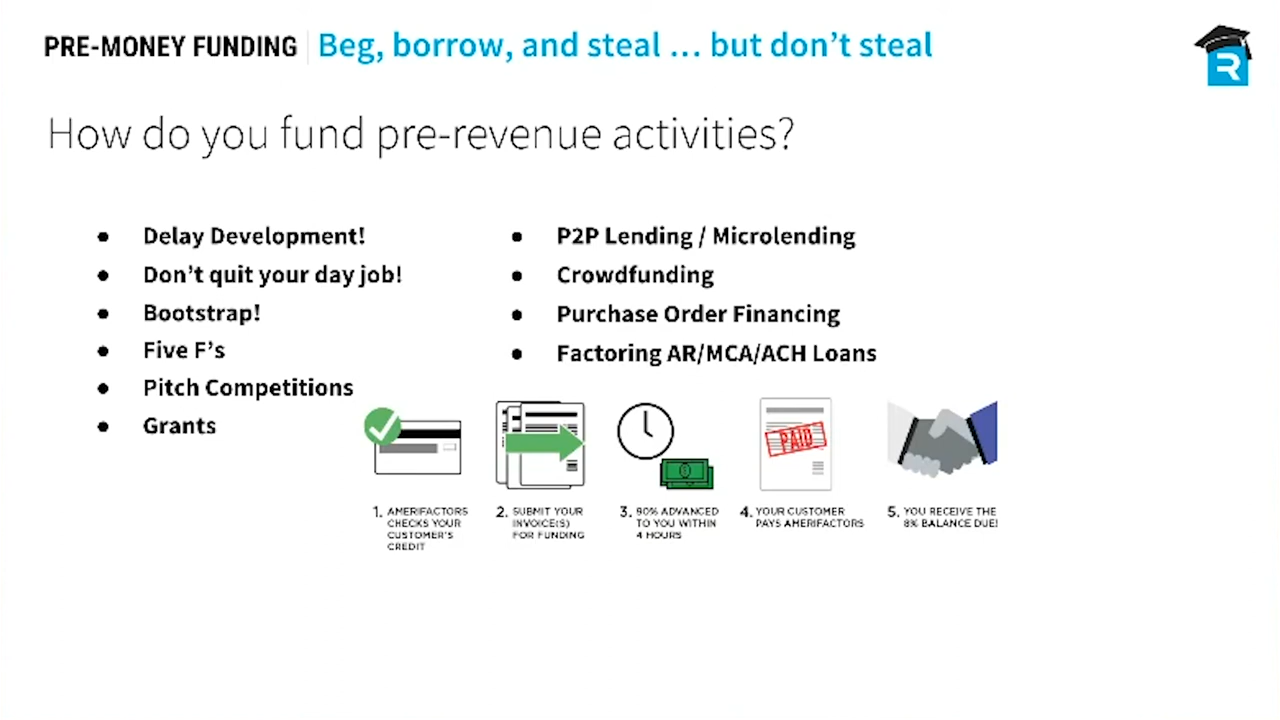 PRE-MONEY FUNDING Beg, borrow, and steal ... but don't steal
R
How do you fund pre-revenue activities?
● Delay Development!
● Don't quit your day job!
● Bootstrap!
● Five F's
● Pitch Competitions
● Grants
● P2P Lending / Microlending
● Crowdfunding
● Purchase Order Financing
● Factoring AR/MCA/ACH Loans
PAID
1. AMERIFACTORS
CHECKS YOUR
CUSTOMER'S
CREDIT
2. SUBMIT YOUR
INVOICE(S)
FOR FUNDING
3. 90% ADVANCED
TO YOU WITHIN
4 HOURS
4. YOUR CUSTOMER
PAYS AMERIFACTORS
5. YOU RECEIVE THE
8% BALANCE DUE!